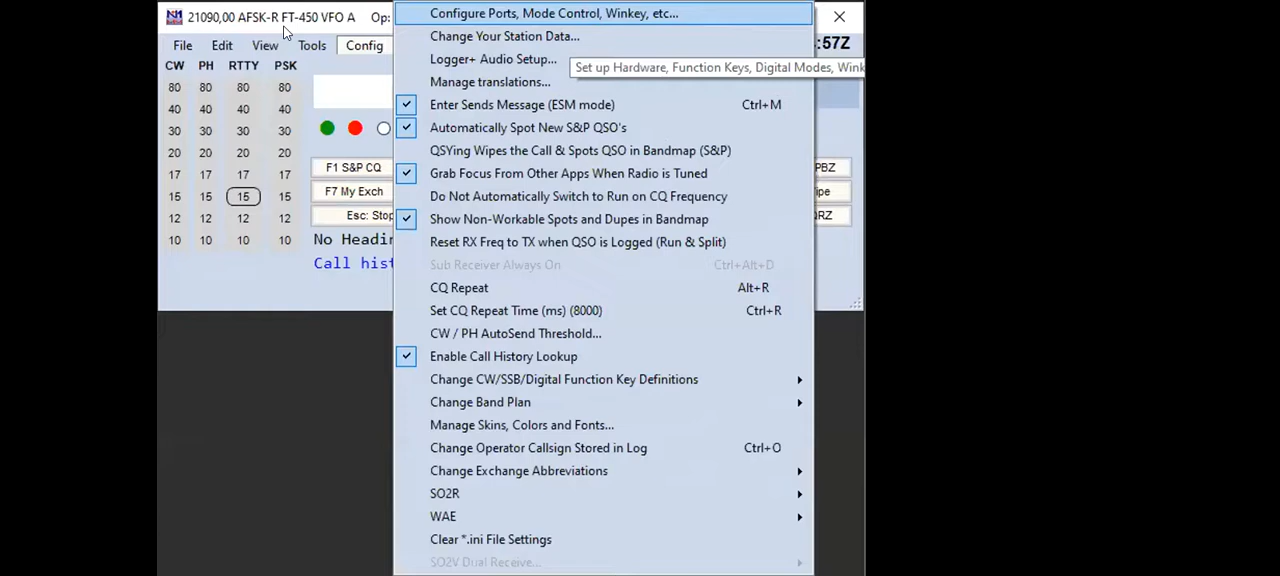 N1 21090,00 AFSK-R FT-450 VFO A Op:
:57Z
File Edit View Tools Config
CW PH RTTY PSK
80 80 80 80
40 40 40 40
30 30 30 30
20 20 20 20
17 17 17 17
15 15 15 15
12 12 12 12
10 10 10 10
F1 S&P CQ
F7 My Exch
Esc: Stop
No Headin
Call hist
PBZ
ipe
QRZ
Configure Ports, Mode Control, Winkey, etc...
Change Your Station Data...
Logger+ Audio Setup...
Set up Hardware, Function Keys, Digital Modes, Wink
Manage translations...
Enter Sends Message (ESM mode) Ctrl+M
Automatically Spot New S&P QSO's
QSYing Wipes the Call & Spots QSO in Bandmap (S&P)
Grab Focus From Other Apps When Radio is Tuned
Do Not Automatically Switch to Run on CQ Frequency
Show Non-Workable Spots and Dupes in Bandmap
Reset RX Freq to TX when QSO is Logged (Run & Split)
Sub Receiver Always On Ctrl+Alt+D
CQ Repeat Alt+R
Set CQ Repeat Time (ms) (8000) Ctrl+R
CW / PH AutoSend Threshold...
Enable Call History Lookup
Change CW/SSB/Digital Function Key Definitions
Change Band Plan
Manage Skins, Colors and Fonts...
Change Operator Callsign Stored in Log Ctrl+O
Change Exchange Abbreviations
SO2R
WAE
Clear *.ini File Settings
SO2V Dual Receive...